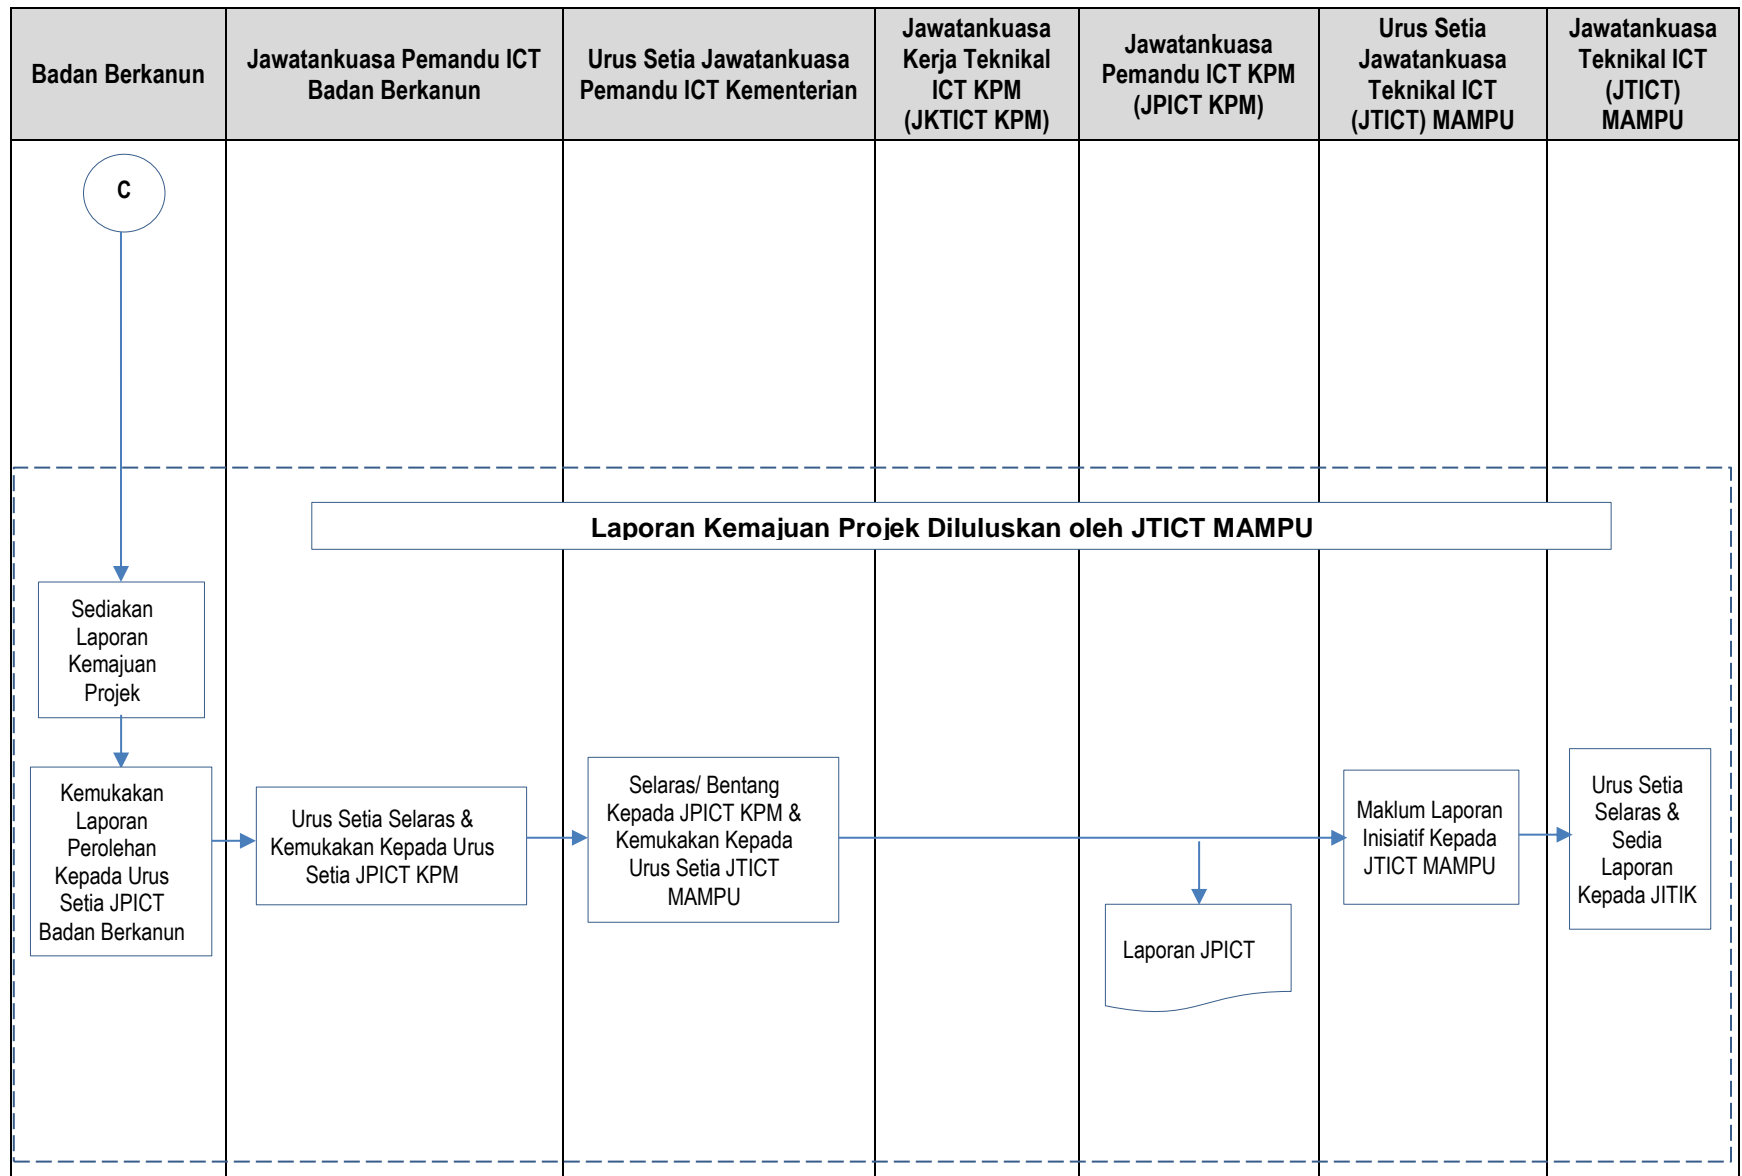 Badan Berkanun
Jawatankuasa Pemandu ICT
Badan Berkanun
Urus Setia Jawatankuasa
Pemandu ICT Kementerian
Jawatankuasa
Kerja Teknikal
ICT KPM
(JKTICT KPM)
Jawatankuasa
Pemandu ICT KPM
(JPICT KPM)
Urus Setia
Jawatankuasa
Teknikal ICT
(JTICT) MAMPU
Jawatankuasa
Teknikal ICT
(JTICT)
MAMPU
C
Laporan Kemajuan Projek Diluluskan oleh JTICT MAMPU
Sediakan
Laporan
Kemajuan
Projek
Kemukakan
Laporan
Perolehan
Kepada Urus
Setia JPICT
Badan Berkanun
Urus Setia Selaras &
Kemukakan Kepada Urus
Setia JPICT KPM
Selaras/ Bentang
Kepada JPICT KPM &
Kemukakan Kepada
Urus Setia JTICT
MAMPU
Laporan JPICT
Maklum Laporan
Inisiatif Kepada
JTICT MAMPU
Urus Setia
Selaras &
Sedia
Laporan
Kepada JITIK